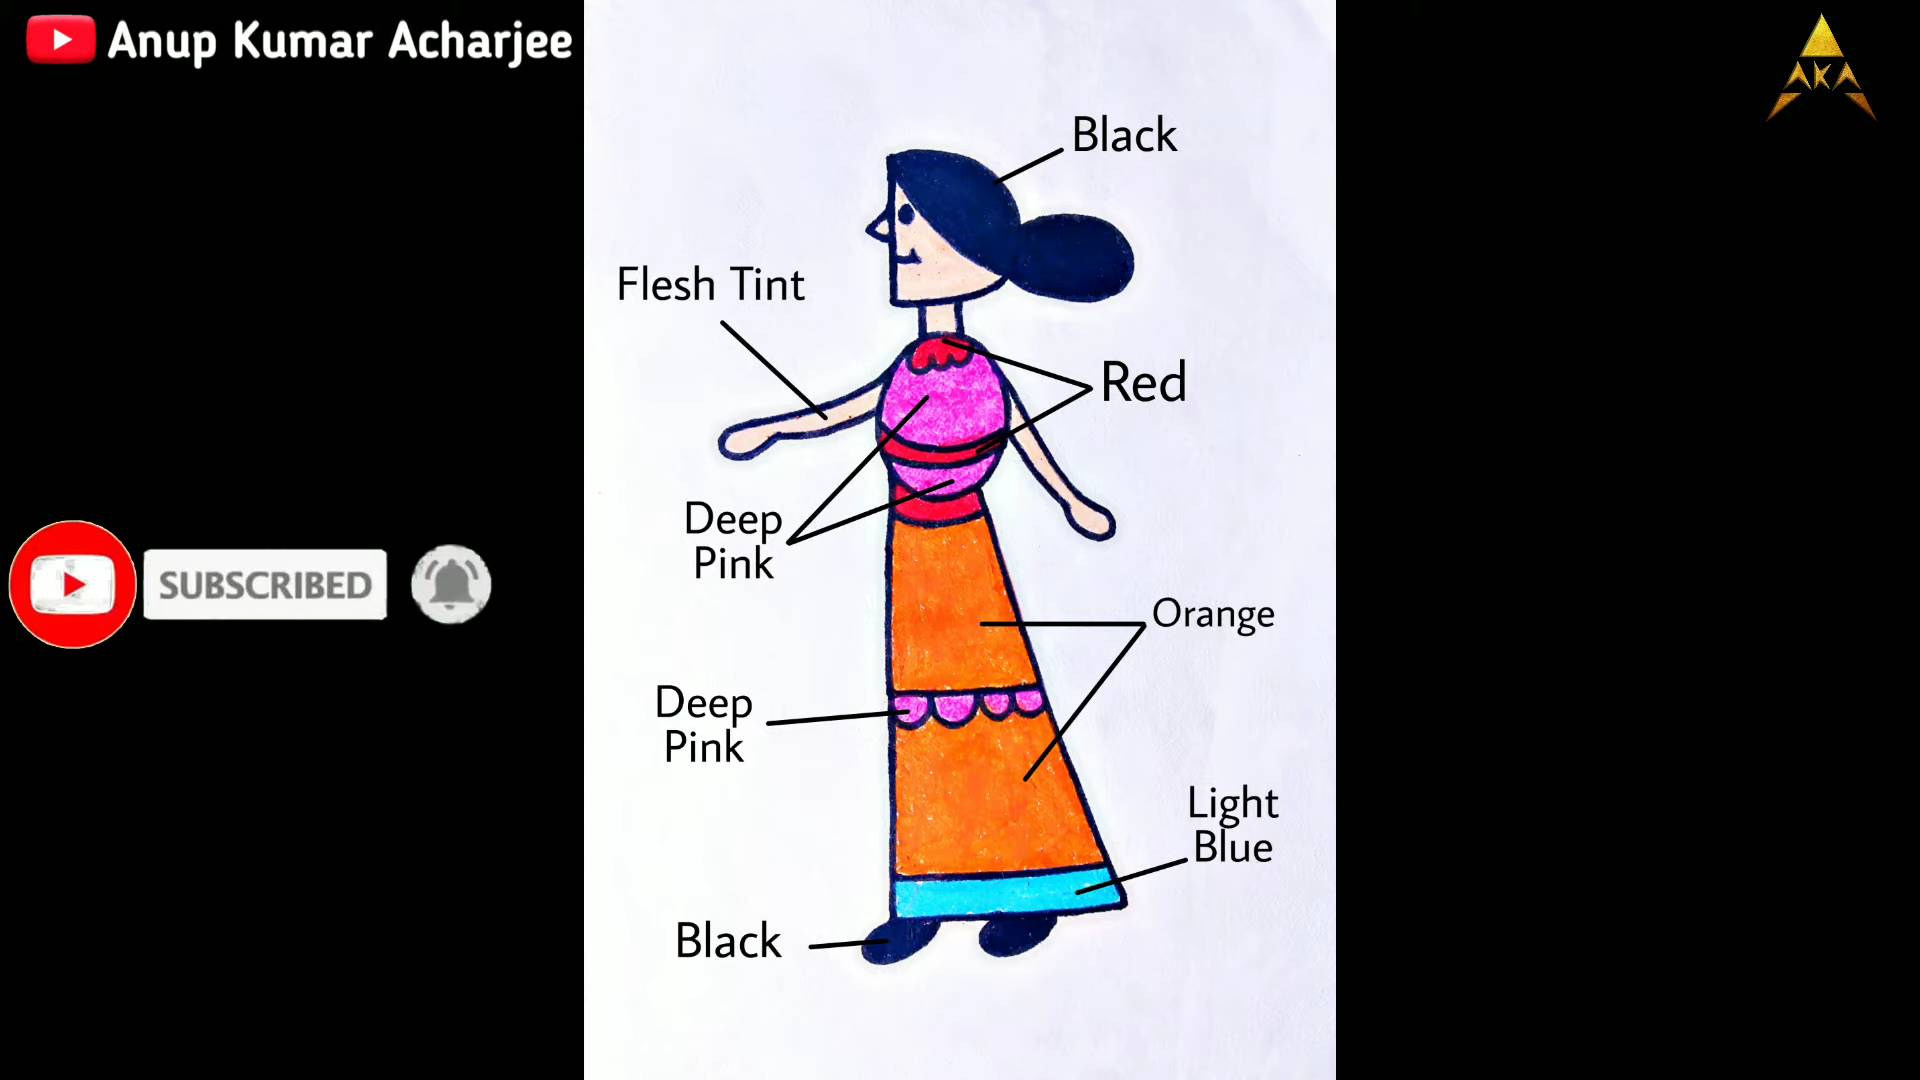 Anup Kumar Acharjee
AKA
Black
Flesh Tint
Red
Deep
Pink
SUBSCRIBED
Orange
Deep
Pink
Light
Blue
Black